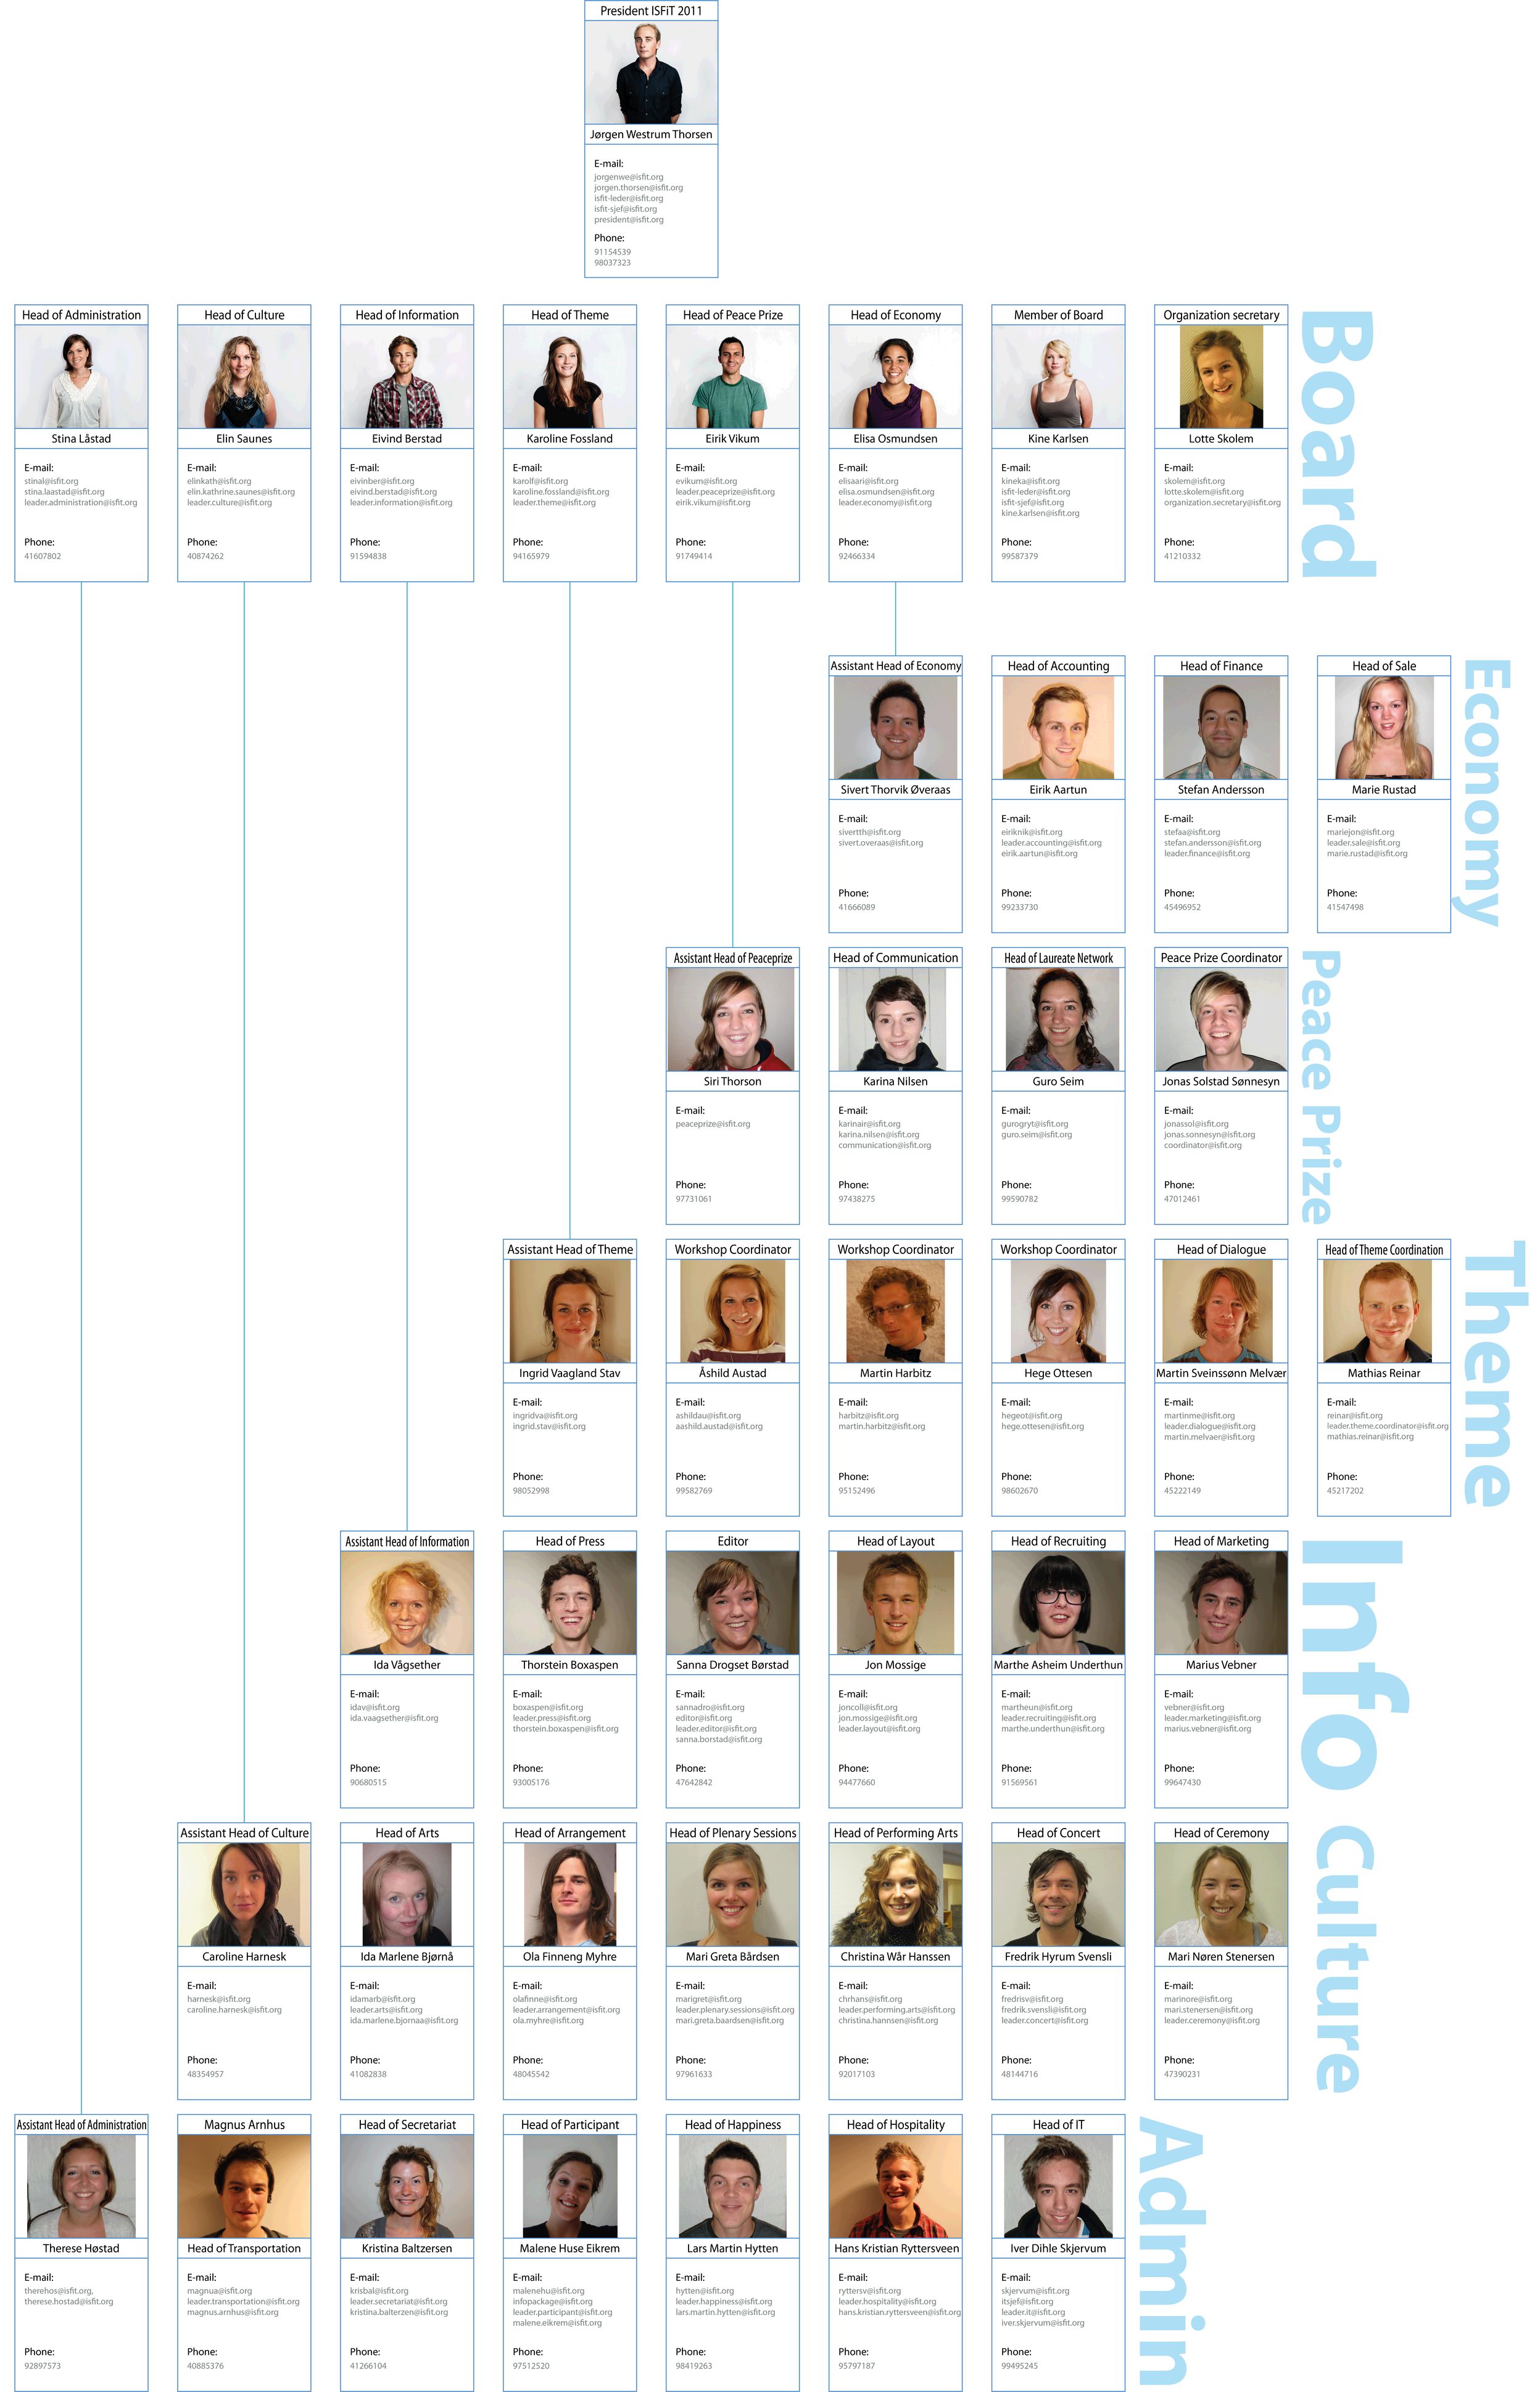 President ISFiT 2011
Jørgen Westrum Thorsen
E-mail:
jorgenwe@isfit.org
jorgen.thorsen@isfit.org
isfit-leder@isfit.org
isfit-sjef@isfit.org
president@isfit.org
Phone:
91154539
98037323
Board
Head of Administration
Stina Låstad
E-mail:
stinal@isfit.org
stina.laastad@isfit.org
leader.administration@isfit.org
Phone:
41607802
Head of Culture
Elin Saunes
E-mail:
elinkath@isfit.org
elin.kathrine.saunes@isfit.org
leader.culture@isfit.org
Phone:
40874262
Head of Information
Eivind Berstad
E-mail:
eivinber@isfit.org
eivind.berstad@isfit.org
leader.information@isfit.org
Phone:
91594838
Head of Theme
Karoline Fossland
E-mail:
karolf@isfit.org
karoline.fossland@isfit.org
leader.theme@isfit.org
Phone:
94165979
Head of Peace Prize
Eirik Vikum
E-mail:
evikum@isfit.org
leader.peaceprize@isfit.org
eirik.vikum@isfit.org
Phone:
91749414
Head of Economy
Elisa Osmundsen
E-mail:
elisaari@isfit.org
elisa.osmundsen@isfit.org
leader.economy@isfit.org
Phone:
92466334
Member of Board
Kine Karlsen
E-mail:
kineka@isfit.org
isfit-leder@isfit.org
isfit-sjef@isfit.org
kine.karlsen@isfit.org
Phone:
99587379
Organization secretary
Lotte Skolem
E-mail:
skolem@isfit.org
lotte.skolem@isfit.org
organization.secretary@isfit.org
Phone:
41210332
Economy
Assistant Head of Economy
Sivert Thorvik Øveraas
E-mail:
sivertth@isfit.org
sivert.overaas@isfit.org
Phone:
41666089
Head of Accounting
Eirik Aartun
E-mail:
eiriknik@isfit.org
leader.accounting@isfit.org
eirik.aartun@isfit.org
Phone:
99233730
Head of Finance
Stefan Andersson
E-mail:
stefaa@isfit.org
stefan.andersson@isfit.org
leader.finance@isfit.org
Phone:
45496952
Head of Sale
Marie Rustad
E-mail:
mariejon@isfit.org
leader.sale@isfit.org
marie.rustad@isfit.org
Phone:
41547498
Peace Prize
Assistant Head of Peaceprize
Siri Thorson
E-mail:
peaceprize@isfit.org
Phone:
97731061
Head of Communication
Karina Nilsen
E-mail:
karinair@isfit.org
karina.nilsen@isfit.org
communication@isfit.org
Phone:
97438275
Head of Laureate Network
Guro Seim
E-mail:
gurogryt@isfit.org
guro.seim@isfit.org
Phone:
99590782
Peace Prize Coordinator
Jonas Solstad Sønnesyn
E-mail:
jonassol@isfit.org
jonas.sonnesyn@isfit.org
coordinator@isfit.org
Phone:
47012461
Theme
Assistant Head of Theme
Ingrid Vaagland Stav
E-mail:
ingridva@isfit.org
ingrid.stav@isfit.org
Phone:
98052998
Workshop Coordinator
Åshild Austad
E-mail:
ashildau@isfit.org
aashild.austad@isfit.org
Phone:
99582769
Workshop Coordinator
Martin Harbitz
E-mail:
harbitz@isfit.org
martin.harbitz@isfit.org
Phone:
95152496
Workshop Coordinator
Hege Ottesen
E-mail:
hegeot@isfit.org
hege.ottesen@isfit.org
Phone:
98602670
Head of Dialogue
Martin Sveinssønn Melvær
E-mail:
martinme@isfit.org
leader.dialogue@isfit.org
martin.melvaer@isfit.org
Phone:
45222149
Head of Theme Coordination
Mathias Reinar
E-mail:
reinar@isfit.org
leader.theme.coordinator@isfit.org
mathias.reinar@isfit.org
Phone:
45217202
Info
Assistant Head of Information
Ida Vågsether
E-mail:
idav@isfit.org
ida.vaagsether@isfit.org
Phone:
90680515
Head of Press
Thorstein Boxaspen
E-mail:
boxaspen@isfit.org
leader.press@isfit.org
thorstein.boxaspen@isfit.org
Phone:
93005176
Editor
Sanna Drogset Børstad
E-mail:
sannadro@isfit.org
editor@isfit.org
leader.editor@isfit.org
sanna.borstad@isfit.org
Phone:
47642842
Head of Layout
Jon Mossige
E-mail:
joncoll@isfit.org
jon.mossige@isfit.org
leader.layout@isfit.org
Phone:
94477660
Head of Recruiting
Marthe Asheim Underthun
E-mail:
martheun@isfit.org
leader.recruiting@isfit.org
marthe.underthun@isfit.org
Phone:
91569561
Head of Marketing
Marius Vebner
E-mail:
vebner@isfit.org
leader.marketing@isfit.org
marius.vebner@isfit.org
Phone:
99647430
Culture
Assistant Head of Culture
Caroline Harnesk
E-mail:
harnesk@isfit.org
caroline.harnesk@isfit.org
Phone:
48354957
Head of Arts
Ida Marlene Bjørnå
E-mail:
idamarb@isfit.org
leader.arts@isfit.org
ida.marlene.bjornaa@isfit.org
Phone:
41082838
Head of Arrangement
Ola Finneng Myhre
E-mail:
olafinne@isfit.org
leader.arrangement@isfit.org
ola.myhre@isfit.org
Phone:
48045542
Head of Plenary Sessions
Mari Greta Bårdsen
E-mail:
marigret@isfit.org
leader.plenary.sessions@isfit.org
mari.greta.baardsen@isfit.org
Phone:
97961633
Head of Performing Arts
Christina Wår Hanssen
E-mail:
chrhans@isfit.org
leader.performing.arts@isfit.org
christina.hannsen@isfit.org
Phone:
92017103
Head of Concert
Fredrik Hyrum Svensli
E-mail:
fredrisv@isfit.org
fredrik.svensli@isfit.org
leader.concert@isfit.org
Phone:
48144716
Head of Ceremony
Mari Nøren Stenersen
E-mail:
marinore@isfit.org
mari.stenersen@isfit.org
leader.ceremony@isfit.org
Phone:
47390231
Admin
Assistant Head of Administration
Therese Høstad
E-mail:
therehos@isfit.org,
therese.hostad@isfit.org
Phone:
92897573
Magnus Arnhus
Head of Transportation
E-mail:
magnua@isfit.org
leader.transportation@isfit.org
magnus.arnhus@isfit.org
Phone:
40885376
Head of Secretariat
Kristina Baltzersen
E-mail:
krisbal@isfit.org
leader.secretariat@isfit.org
kristina.balterzen@isfit.org
Phone:
41266104
Head of Participant
Malene Huse Eikrem
E-mail:
malenehu@isfit.org
infopackage@isfit.org
leader.participant@isfit.org
malene.eikrem@isfit.org
Phone:
97512520
Head of Happiness
Lars Martin Hytten
E-mail:
hytten@isfit.org
leader.happiness@isfit.org
lars.martin.hytten@isfit.org
Phone:
98419263
Head of Hospitality
Hans Kristian Ryttersveen
E-mail:
ryttersv@isfit.org
leader.hospitality@isfit.org
hans.kristian.ryttersveen@isfit.org
Phone:
95797187
Head of IT
Iver Dihle Skjervum
E-mail:
skjervum@isfit.org
itsjef@isfit.org
leader.it@isfit.org
iver.skjervum@isfit.org
Phone:
99495245